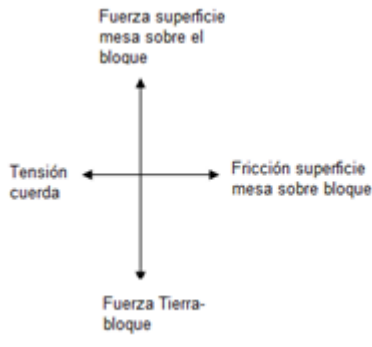 Fuerza superficie
mesa sobre el
bloque
Tensión
cuerda
Fricción superficie
mesa sobre bloque
Fuerza Tierra-
bloque